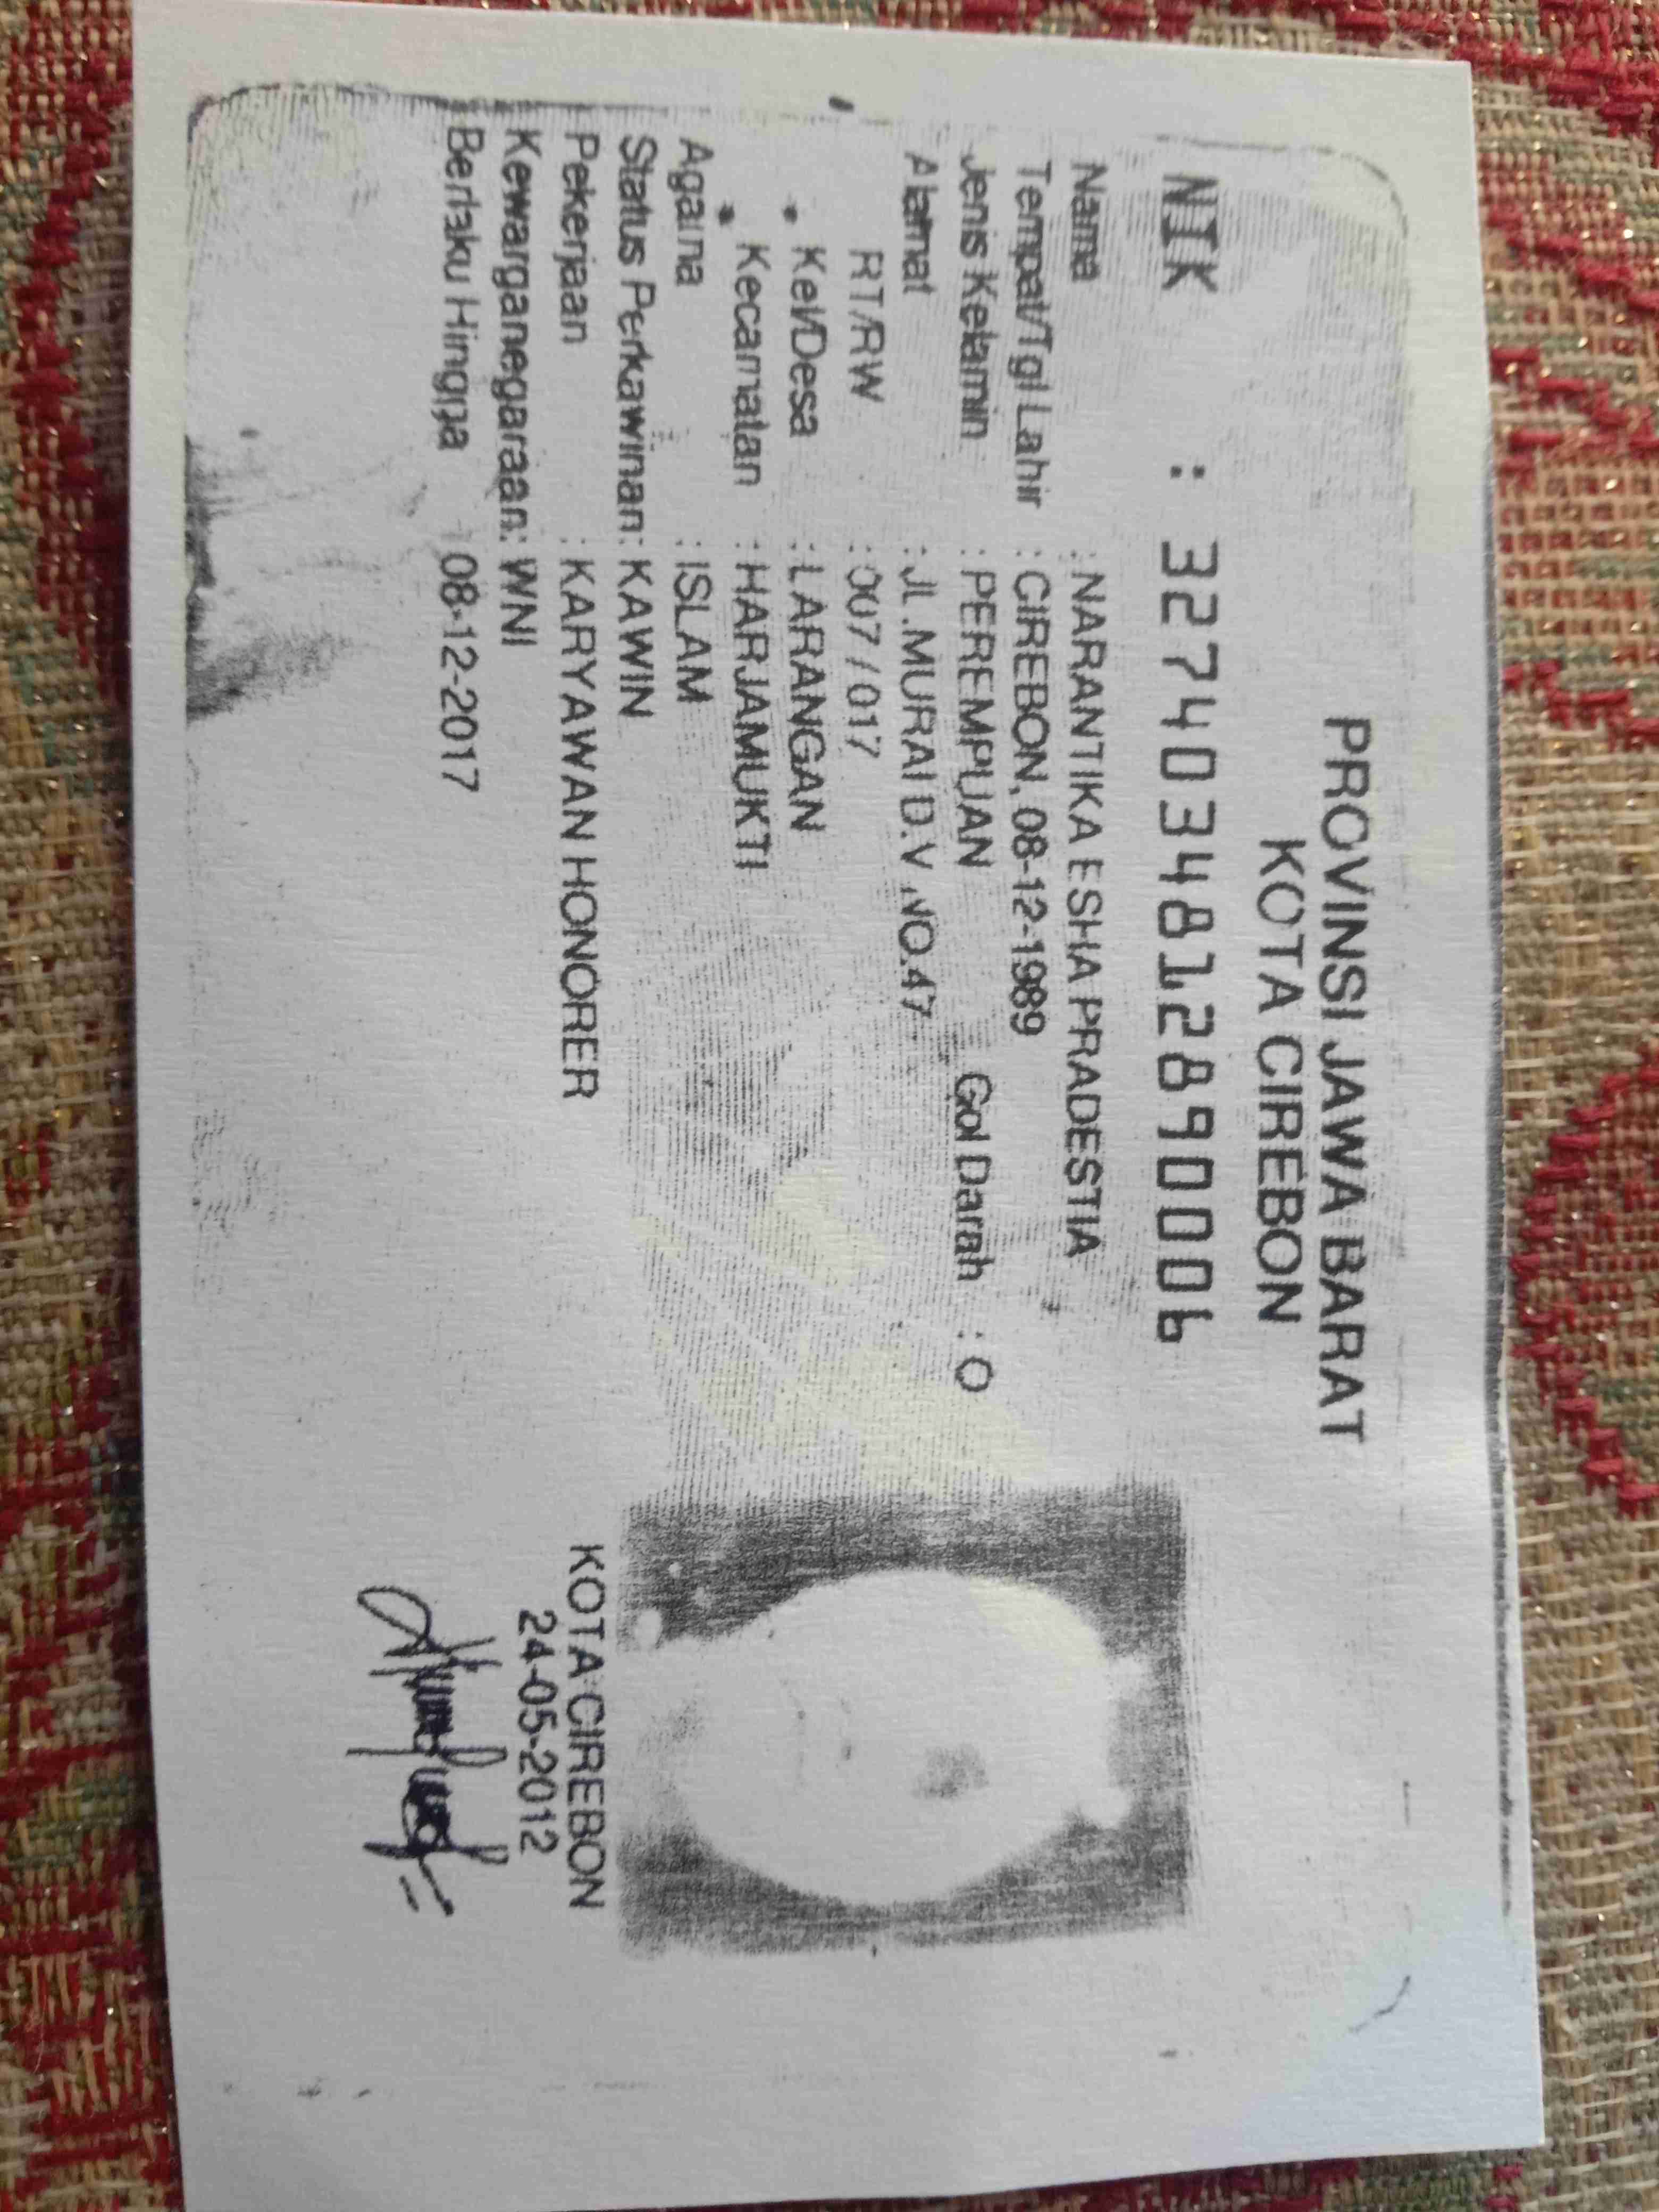 PROVINSI JAWA BARAT
KOTA CIREBON
NIK : 3274034812890006
Nama : NARANTIKA ESHA PRADESTIA
Tempat/Tgl Lahir : CIREBON, 08-12-1989
Jenis Kelamin : PEREMPUAN Gol Darah : O
Alamat : JL.MURAI D.V NO.47
RT/RW : 007 / 017
Kel/Desa : LARANGAN
Kecamatan : HARJAMUKTI
Agama : ISLAM
Status Perkawinan: KAWIN
Pekerjaan : KARYAWAN HONORER
Kewarganegaraan: WNI
Berlaku Hingga : 08-12-2017
KOTA CIREBON
24-05-2012